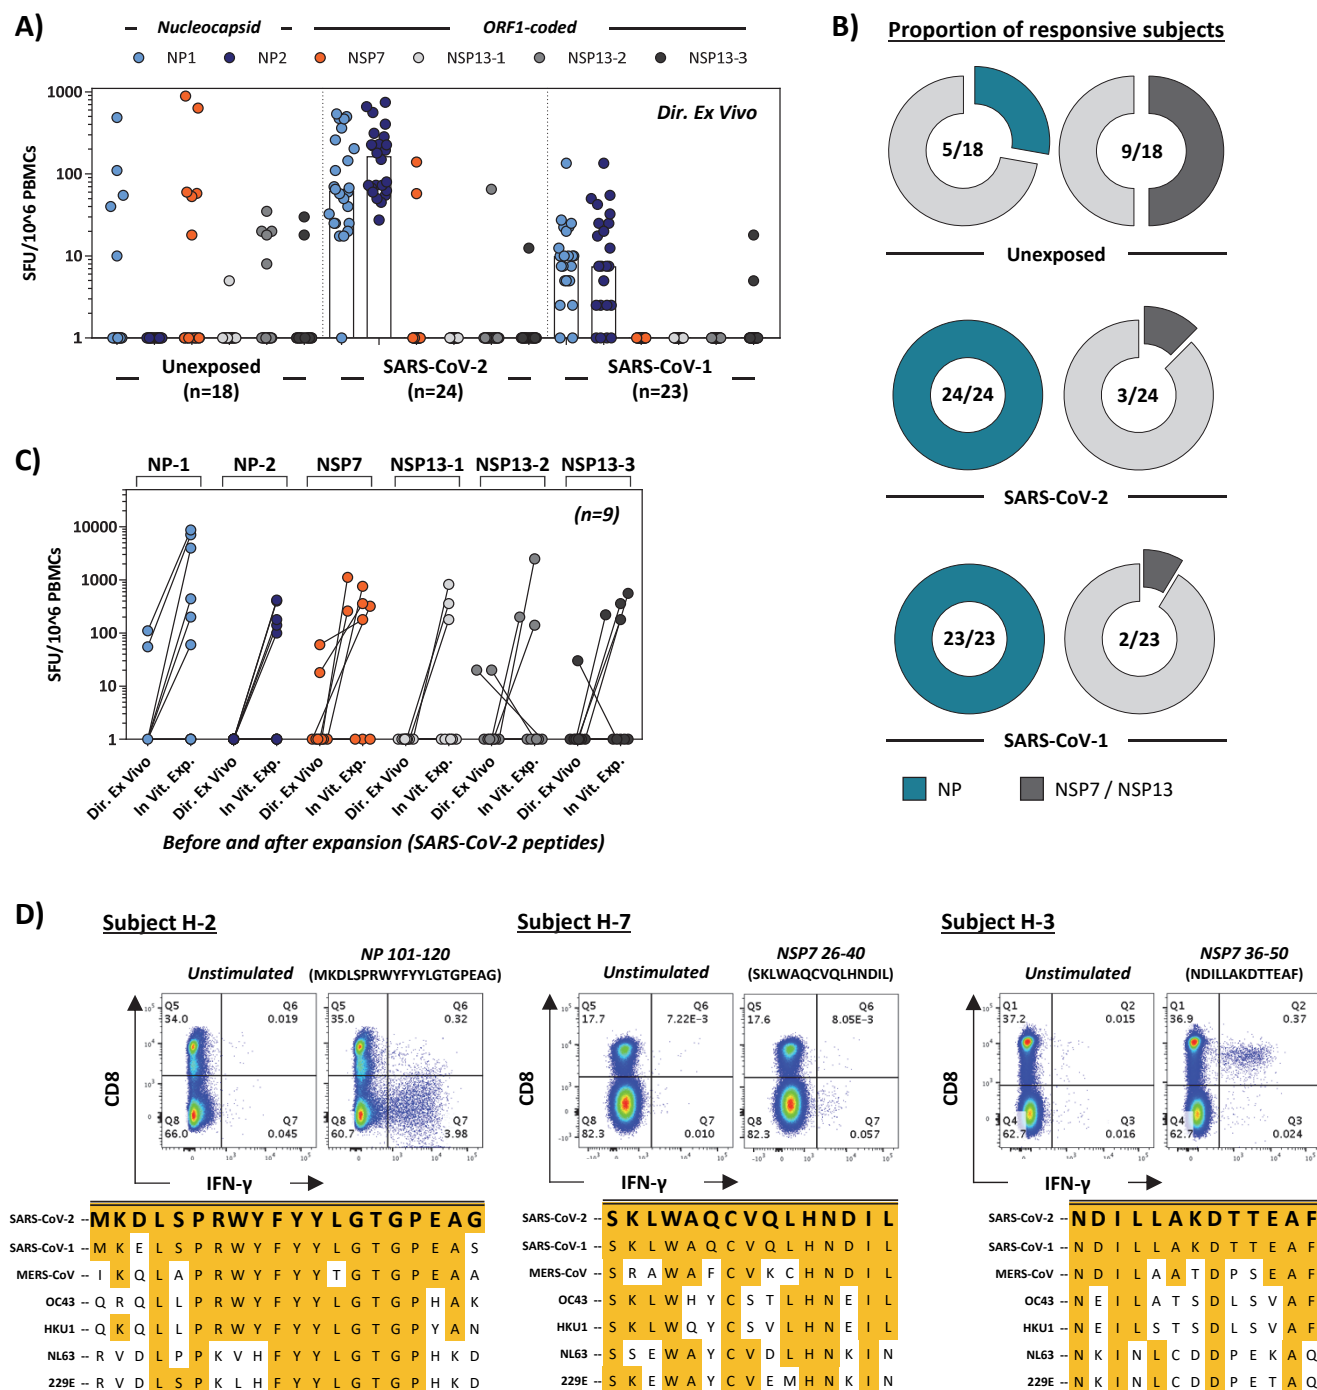 A)
Nucleocapsid
ORF1-coded
NP1 NP2 NSP7 NSP13-1 NSP13-2 NSP13-3
Dir. Ex Vivo
SFU/10^6 PBMCs
1000
100
10
1
Unexposed
(n=18)
SARS-CoV-2
(n=24)
SARS-CoV-1
(n=23)
B)
Proportion of responsive subjects
5/18 9/18
Unexposed
24/24 3/24
SARS-CoV-2
23/23 2/23
SARS-CoV-1
NP NSP7 / NSP13
C)
NP-1 NP-2 NSP7 NSP13-1 NSP13-2 NSP13-3
(n=9)
SFU/10^6 PBMCs
10000
1000
100
10
1
Dir. Ex Vivo In Vit. Exp. Dir. Ex Vivo In Vit. Exp. Dir. Ex Vivo In Vit. Exp. Dir. Ex Vivo In Vit. Exp. Dir. Ex Vivo In Vit. Exp. Dir. Ex Vivo In Vit. Exp.
Before and after expansion (SARS-CoV-2 peptides)
D)
Subject H-2
Unstimulated
NP 101-120
(MKDLSPRWYFYYLGTGPEAG)
CD8
Q5
34.0
Q6
0.019
Q8
66.0
Q7
0.045
Q5
35.0
Q6
0.32
Q8
60.7
Q7
3.98
IFN-γ
SARS-CoV-2 -- M K D L S P R W Y F Y Y L G T G P E A G
SARS-CoV-1 -- M K E L S P R W Y F Y Y L G T G P E A S
MERS-CoV -- I K Q L A P R W Y F Y Y T G T G P E A A
OC43 -- Q R Q L L P R W Y F Y Y L G T G P H A K
HKU1 -- Q K Q L L P R W Y F Y Y L G T G P Y A N
NL63 -- R V D L P P K V H F Y Y L G T G P H K D
229E -- R V D L S P K L H F Y Y L G T G P H K D
Subject H-7
Unstimulated
NSP7 26-40
(SKLWAQCVQLHNDIL)
CD8
Q5
17.7
Q6
7.22E-3
Q8
82.3
Q7
0.010
Q5
17.6
Q6
8.05E-3
Q8
82.3
Q7
0.057
IFN-γ
SARS-CoV-2 -- S K L W A Q C V Q L H N D I L
SARS-CoV-1 -- S K L W A Q C V Q L H N D I L
MERS-CoV -- S R A W A F C V K C H N D I L
OC43 -- S K L W H Y C S T L H N E I L
HKU1 -- S K L W Q Y C S V L H N E I L
NL63 -- S S E W A Y C V D L H N K I N
229E -- S K E W A Y C V E M H N K I N
Subject H-3
Unstimulated
NSP7 36-50
(NDILLAKDTTEAF)
CD8
Q1
37.2
Q2
0.015
Q4
62.7
Q3
0.016
Q1
36.9
Q2
0.37
Q4
62.7
Q3
0.024
IFN-γ
SARS-CoV-2 -- N D I L L A K D T T E A F
SARS-CoV-1 -- N D I L L A K D T T E A F
MERS-CoV -- N D I L A A T D P S E A F
OC43 -- N E I L A T S D L S V A F
HKU1 -- N E I L S T S D L S V A F
NL63 -- N K I N L C D D P E K A Q
229E -- N K I N L C D D P E T A Q